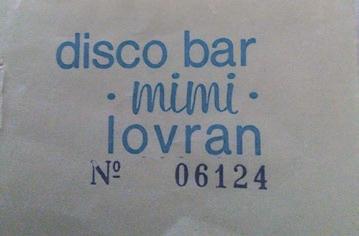 disco bar
· mimi ·
lovran
Nº 06124